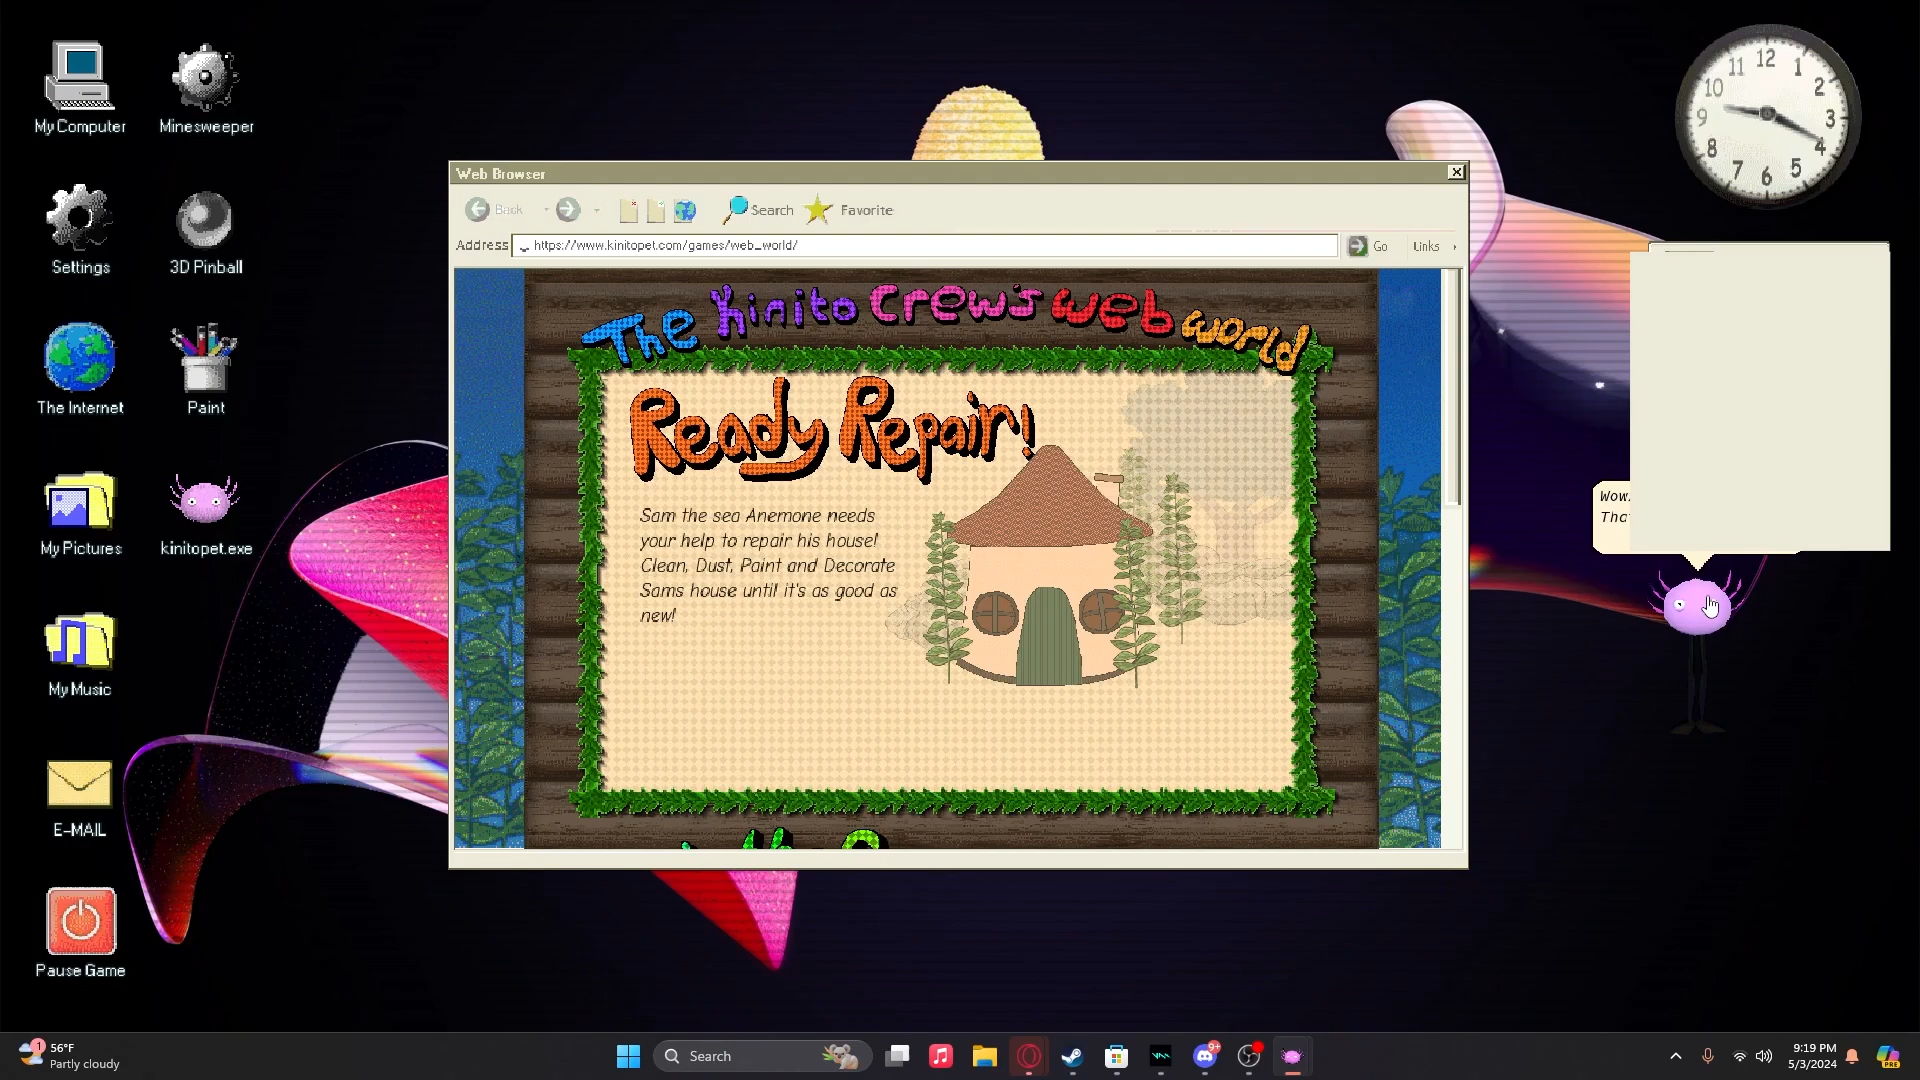 My Computer
Minesweeper
Settings
3D Pinball
The Internet
Paint
My Pictures
kinitopet.exe
My Music
E-MAIL
Pause Game
Web Browser
Back
Search
Favorite
Address
https://www.kinitopet.com/games/web_world/
Go
Links
The Kinito Crew's Web World
Ready Repair!
Sam the sea Anemone needs
your help to repair his house!
Clean, Dust, Paint and Decorate
Sams house until it's as good as
new!
12
1
2
3
4
5
6
7
8
9
10
11
Wow.
Tha
1
56°F
Partly cloudy
Search
9+
9:19 PM
5/3/2024
PRE